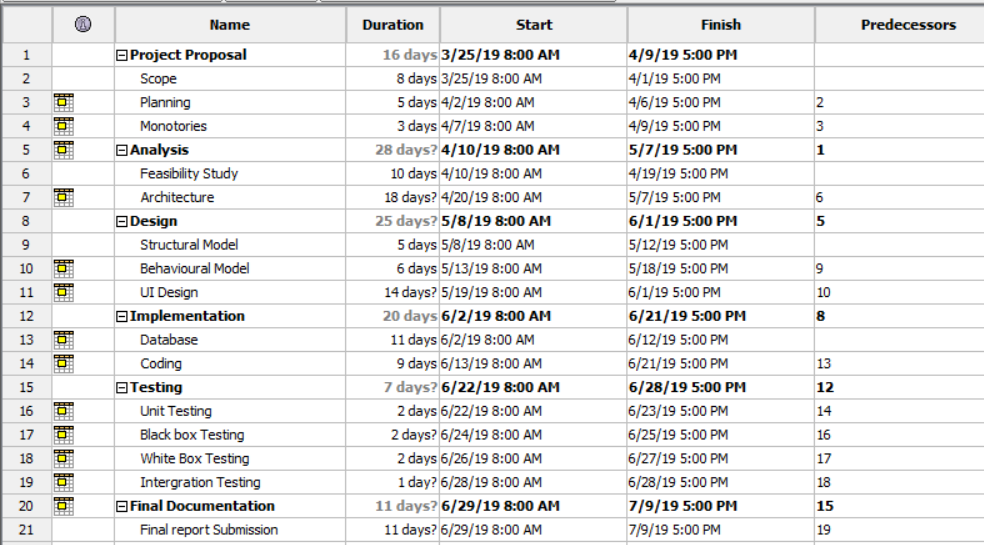 Name Duration Start Finish Predecessors
1 Project Proposal 16 days 3/25/19 8:00 AM 4/9/19 5:00 PM
2 Scope 8 days 3/25/19 8:00 AM 4/1/19 5:00 PM
3 Planning 5 days 4/2/19 8:00 AM 4/6/19 5:00 PM 2
4 Monotories 3 days 4/7/19 8:00 AM 4/9/19 5:00 PM 3
5 Analysis 28 days? 4/10/19 8:00 AM 5/7/19 5:00 PM 1
6 Feasibility Study 10 days 4/10/19 8:00 AM 4/19/19 5:00 PM
7 Architecture 18 days? 4/20/19 8:00 AM 5/7/19 5:00 PM 6
8 Design 25 days? 5/8/19 8:00 AM 6/1/19 5:00 PM 5
9 Structural Model 5 days 5/8/19 8:00 AM 5/12/19 5:00 PM
10 Behavioural Model 6 days 5/13/19 8:00 AM 5/18/19 5:00 PM 9
11 UI Design 14 days? 5/19/19 8:00 AM 6/1/19 5:00 PM 10
12 Implementation 20 days 6/2/19 8:00 AM 6/21/19 5:00 PM 8
13 Database 11 days 6/2/19 8:00 AM 6/12/19 5:00 PM
14 Coding 9 days 6/13/19 8:00 AM 6/21/19 5:00 PM 13
15 Testing 7 days? 6/22/19 8:00 AM 6/28/19 5:00 PM 12
16 Unit Testing 2 days 6/22/19 8:00 AM 6/23/19 5:00 PM 14
17 Black box Testing 2 days? 6/24/19 8:00 AM 6/25/19 5:00 PM 16
18 White Box Testing 2 days 6/26/19 8:00 AM 6/27/19 5:00 PM 17
19 Intergration Testing 1 day? 6/28/19 8:00 AM 6/28/19 5:00 PM 18
20 Final Documentation 11 days? 6/29/19 8:00 AM 7/9/19 5:00 PM 15
21 Final report Submission 11 days? 6/29/19 8:00 AM 7/9/19 5:00 PM 19